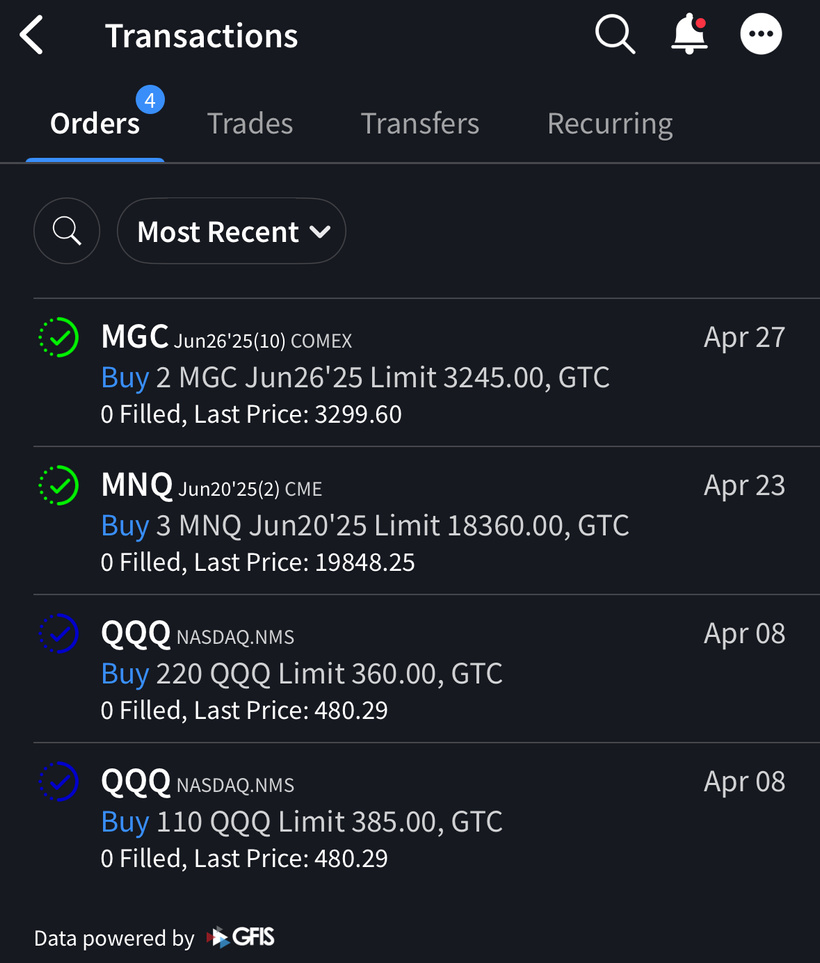 Transactions
4
Orders Trades Transfers Recurring
Most Recent
MGC Jun26'25(10) COMEX Apr 27
Buy 2 MGC Jun26'25 Limit 3245.00, GTC
0 Filled, Last Price: 3299.60
MNQ Jun20'25(2) CME Apr 23
Buy 3 MNQ Jun20'25 Limit 18360.00, GTC
0 Filled, Last Price: 19848.25
QQQ NASDAQ.NMS Apr 08
Buy 220 QQQ Limit 360.00, GTC
0 Filled, Last Price: 480.29
QQQ NASDAQ.NMS Apr 08
Buy 110 QQQ Limit 385.00, GTC
0 Filled, Last Price: 480.29
Data powered by GFIS